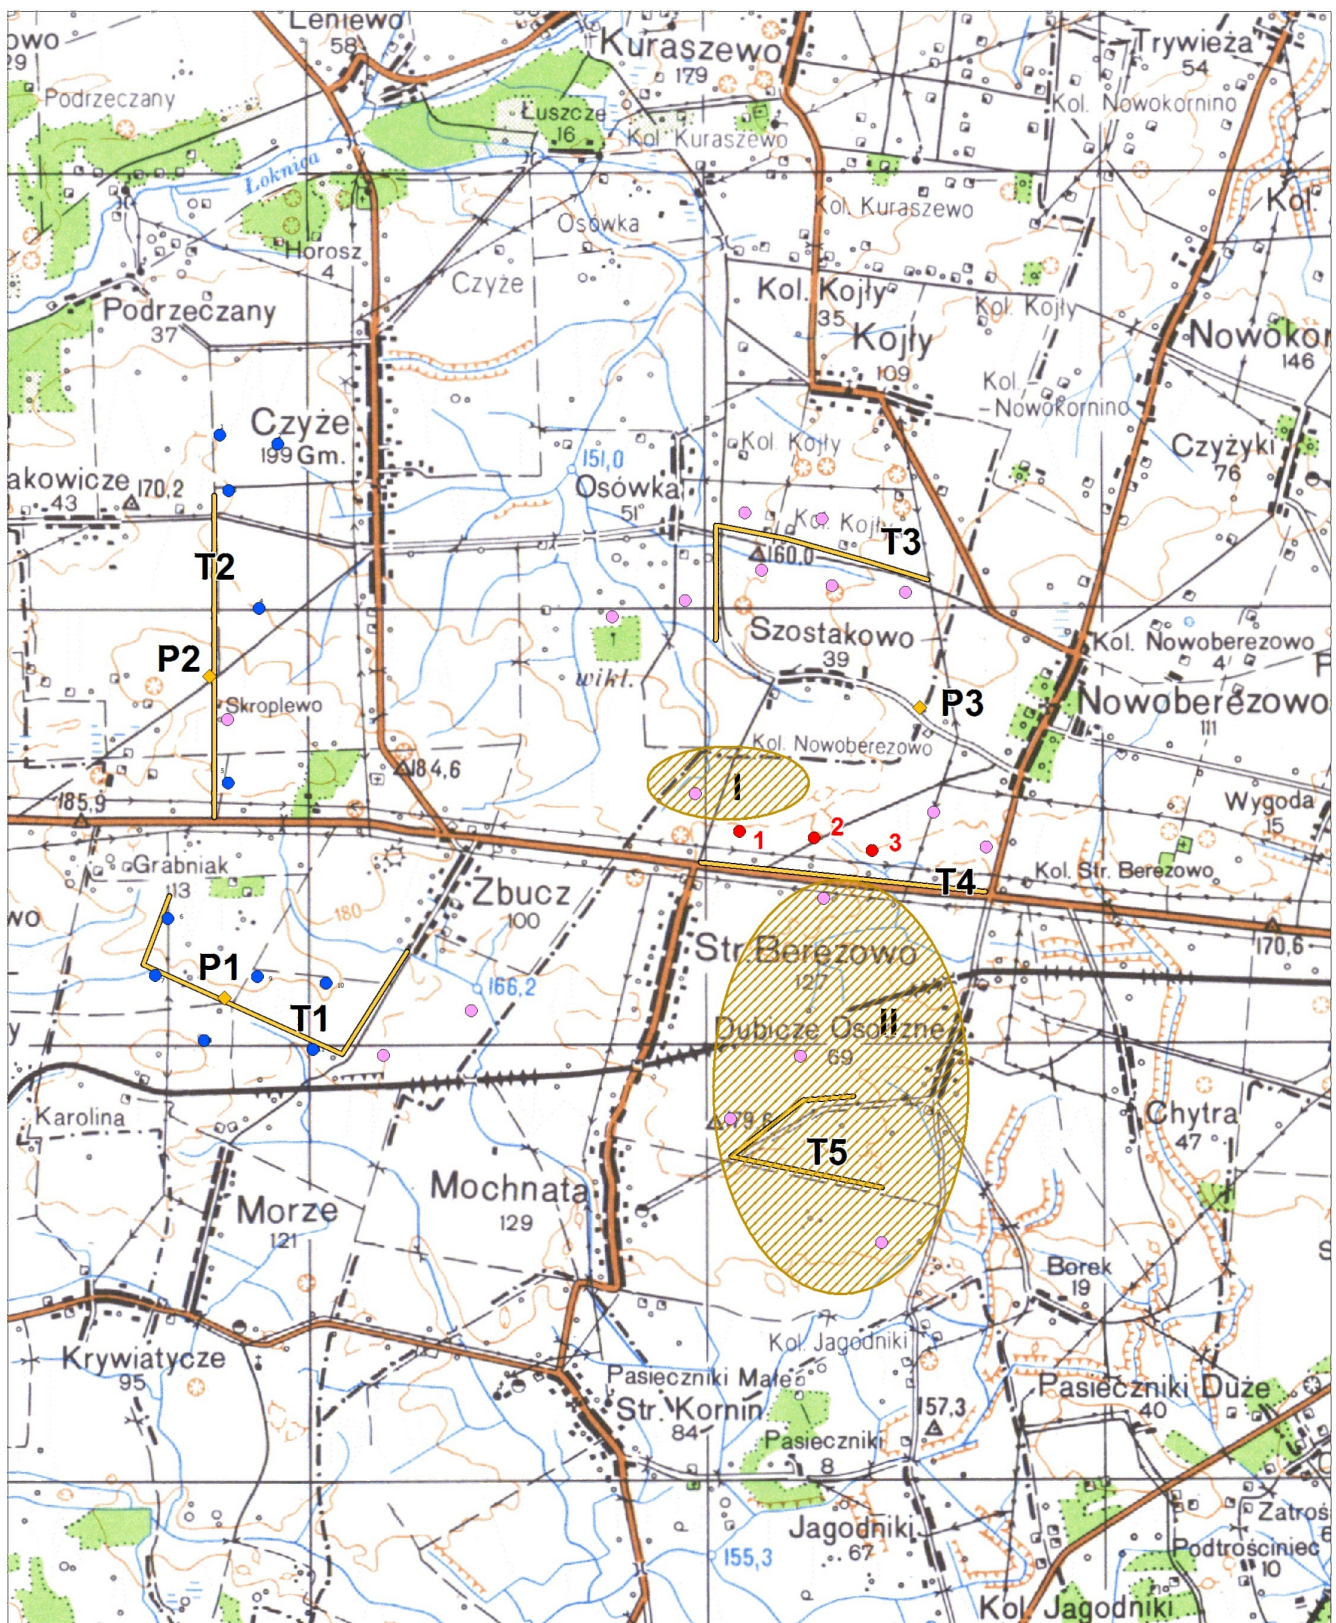 Leniewo
58
Kuraszewo
179
Trywieża
54
owo
29
Podrzeczany
Łuszcze
16
Kol. Kuraszewo
Kol. Nowokornino
Łoknica
Kol. Kuraszewo
Kol.
Osówka
Horosz
4
Czyże
Podrzeczany
37
Kol. Kojły
35
Kol. Kojły
Kojły
109
Nowokor
146
Kol.
-Nowokornino
Czyże
199 Gm.
Kol. Kojły
Czyżyki
76
151,0
akowicze
43
170,2
Osówka
51
Kol. Kojły
T3
160,0
T2
Szostakowo
39
Kol. Nowoberezowo
4
P
P2
wikl.
Skroplewo
P3
Nowoberezowo
111
Kol. Nowoberezowo
184,6
I
185,9
Wygoda
15
1
2
3
Grabniak
13
Zbucz
100
T4
Kol. Str. Berezowo
180
wo
Str. Berezowo
127
170,6
P1
166,2
T1
II
Dubicze Osoczne
69
y
Karolina
179,6
Chytra
47
T5
Mochnata
129
Morze
121
S
Borek
19
Kol. Jagodniki
Krywiatycze
95
Pasieczniki Małe
Pasieczniki Duże
40
Str. Kornin
84
157,3
Pasieczniki
8
Jagodniki
67
Zatroś
6
155,3
Podtrościniec
10
Kol. Jagodniki